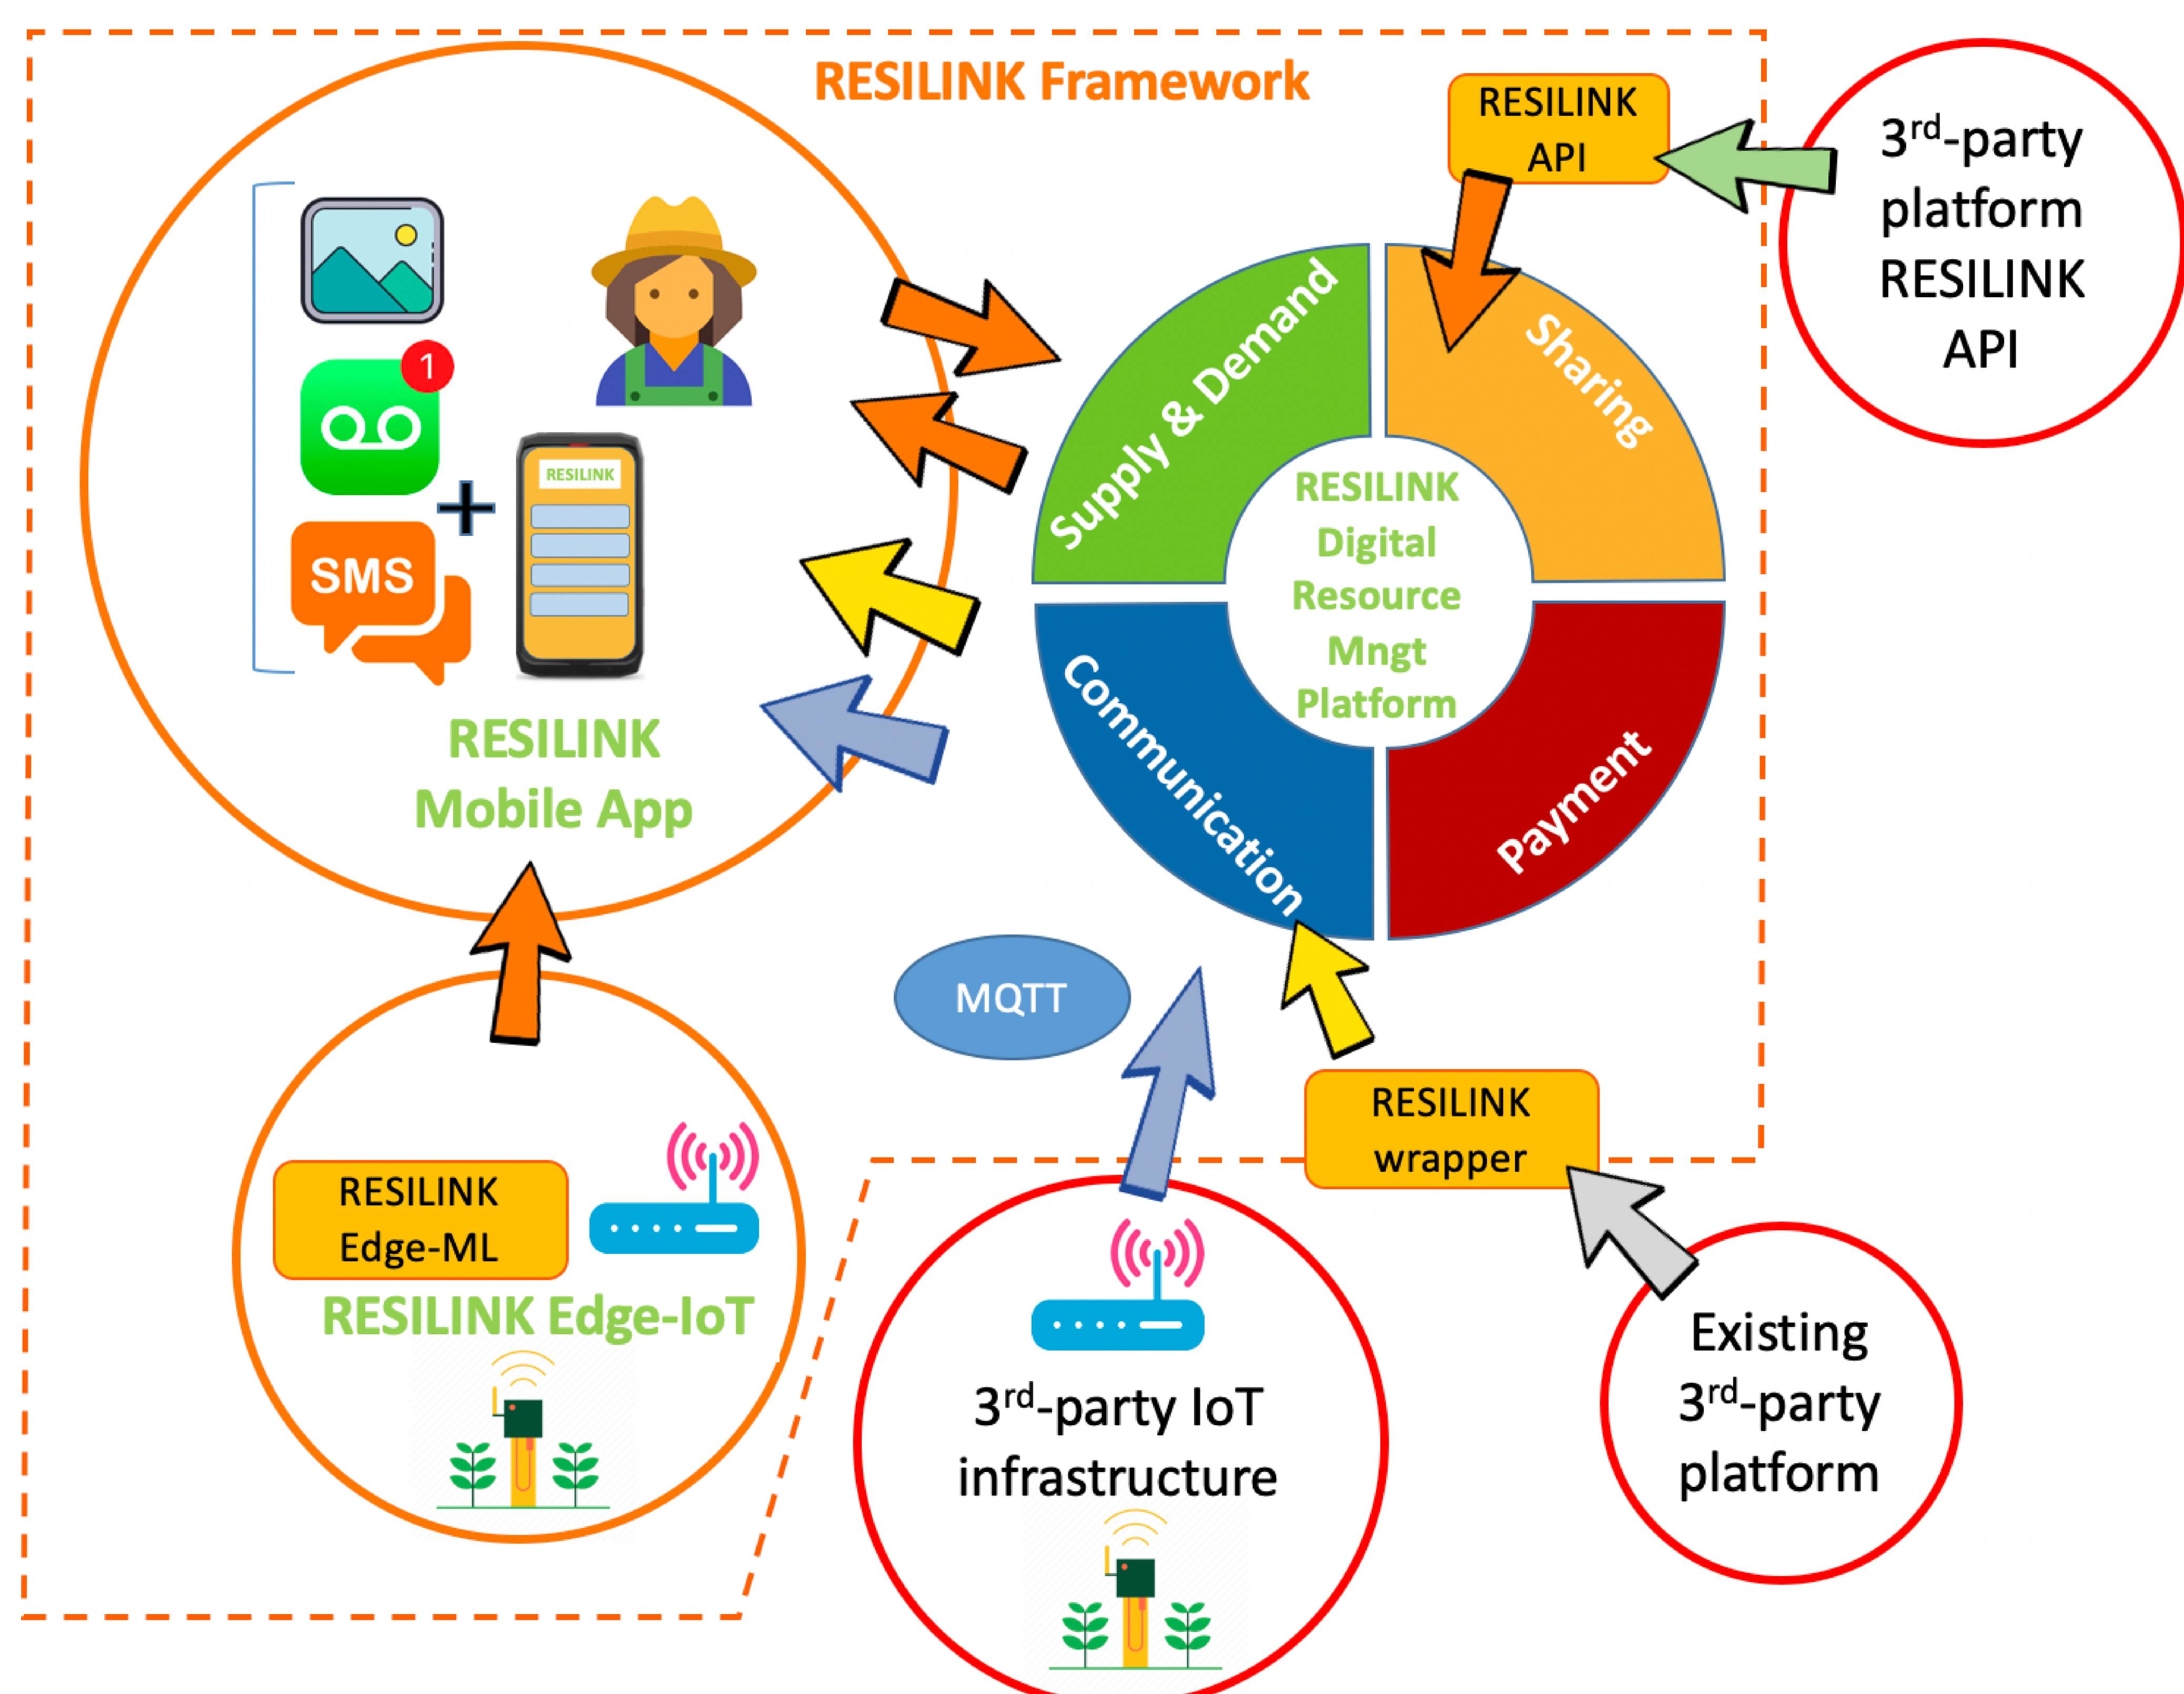 RESILINK Framework
RESILINK
API
3rd-party
platform
RESILINK
API
1
SMS
RESILINK
RESILINK
Mobile App
Supply & Demand
Sharing
Communication
Payment
RESILINK
Digital
Resource
Mngt
Platform
MQTT
RESILINK
wrapper
RESILINK
Edge-ML
RESILINK Edge-IoT
3rd-party IoT
infrastructure
Existing
3rd-party
platform